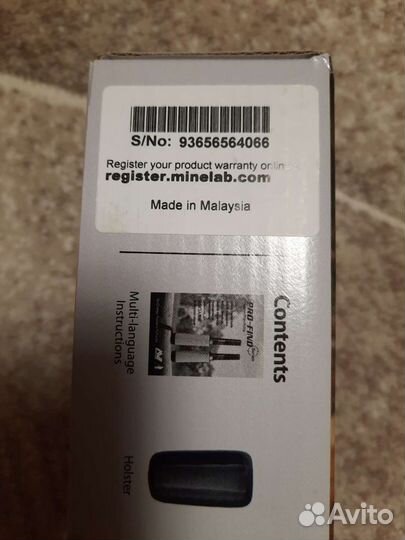 S/No: 93656564066
Register your product warranty onlin
register.minelab.com
Made in Malaysia
Contents
PRO-FIND
Multi-language
Instructions
Holster
Avito